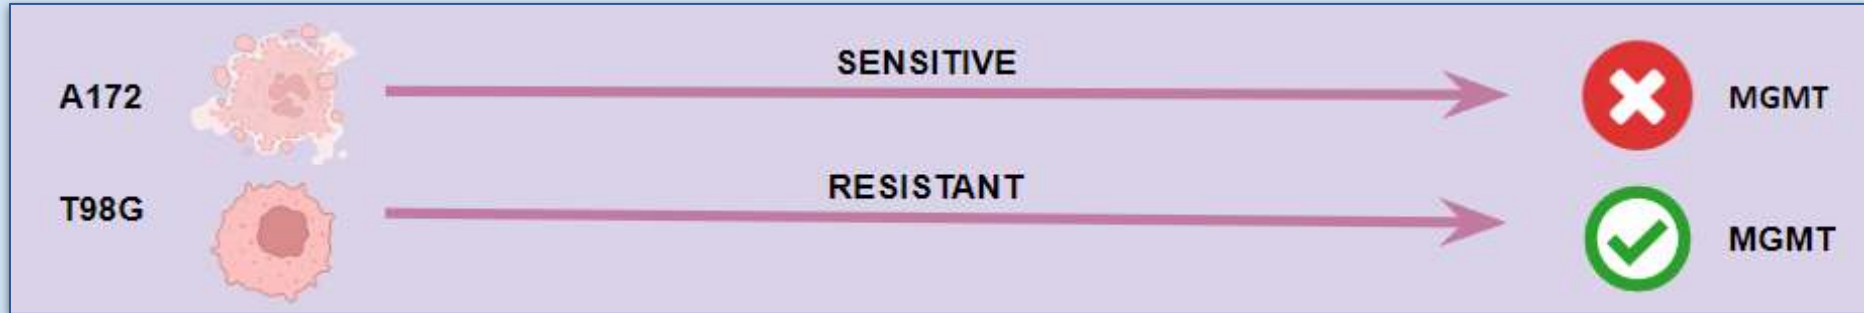 A172
SENSITIVE
MGMT
T98G
RESISTANT
MGMT